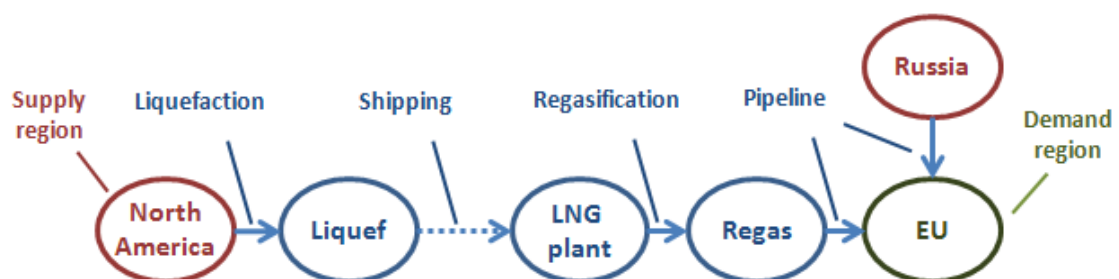 Russia
Supply
region
Liquefaction
Shipping
Regasification
Pipeline
Demand
region
North
America
Liquef
LNG
plant
Regas
EU